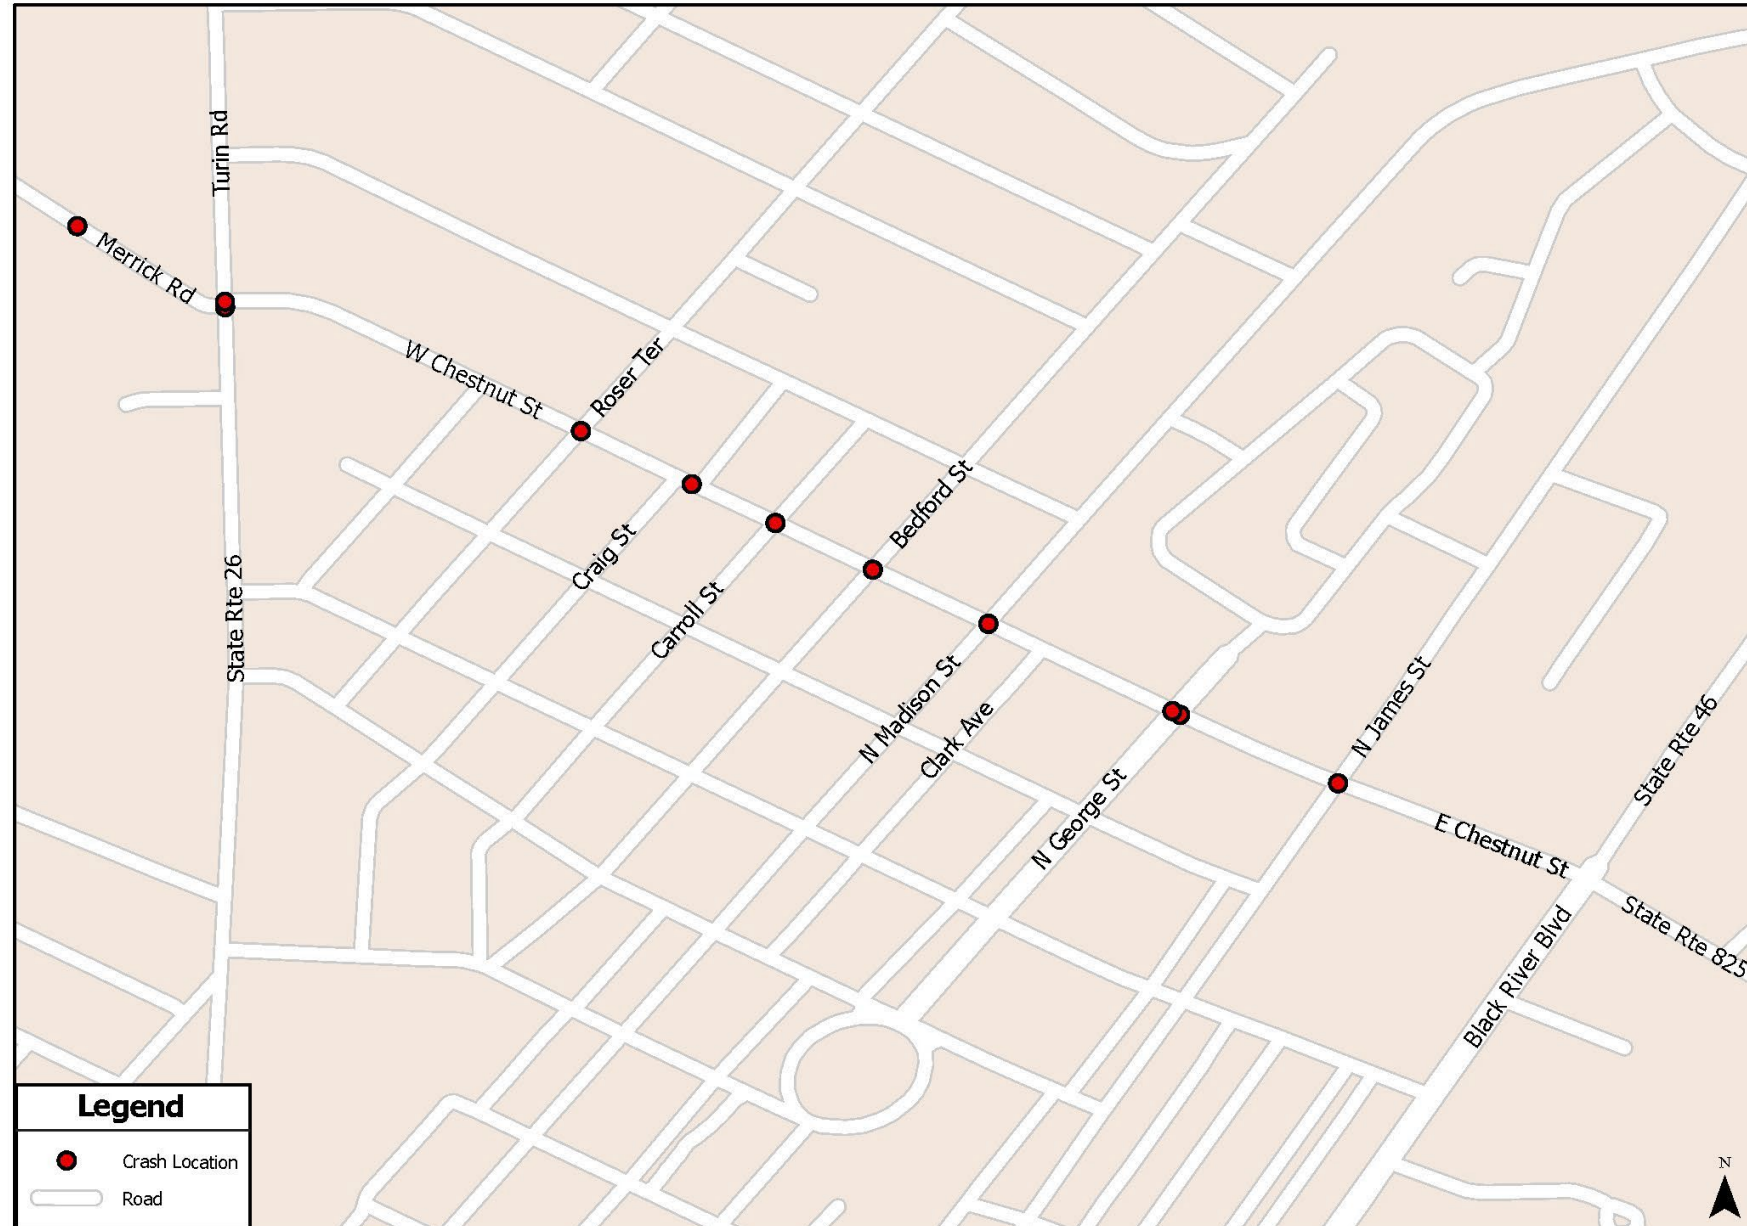 Turin Rd
Merrick Rd
W Chestnut St
Roser Ter
Bedford St
Craig St
State Rte 26
Carroll St
N Madison St
Clark Ave
N James St
State Rte 46
N George St
E Chestnut St
State Rte 825
Black River Blvd
Legend
Crash Location
Road
N